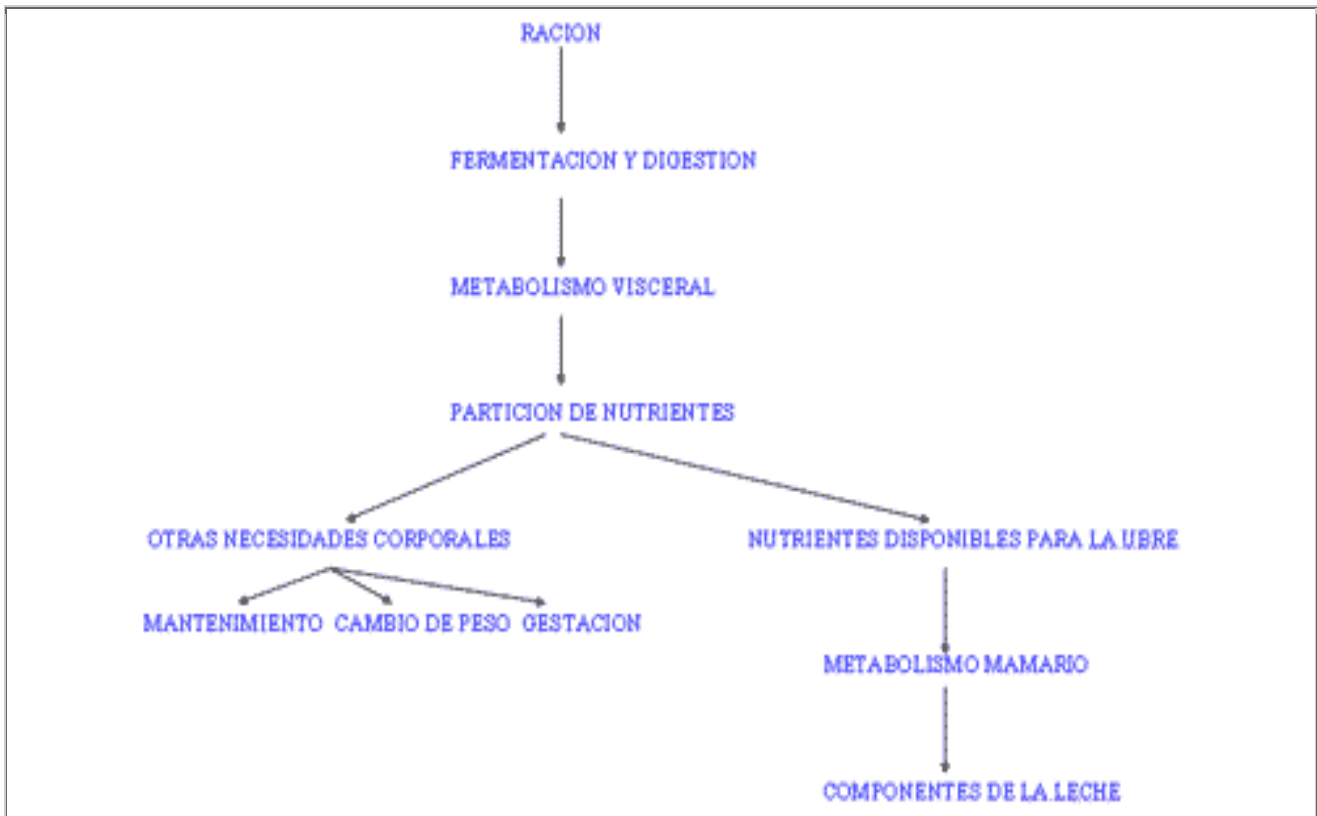 RACION
FERMENTACION Y DIGESTION
METABOLISMO VISCERAL
PARTICION DE NUTRIENTES
OTRAS NECESIDADES CORPORALES
NUTRIENTES DISPONIBLES PARA LA UBRE
MANTENIMIENTO CAMBIO DE PESO GESTACION
METABOLISMO MAMARIO
COMPONENTES DE LA LECHE